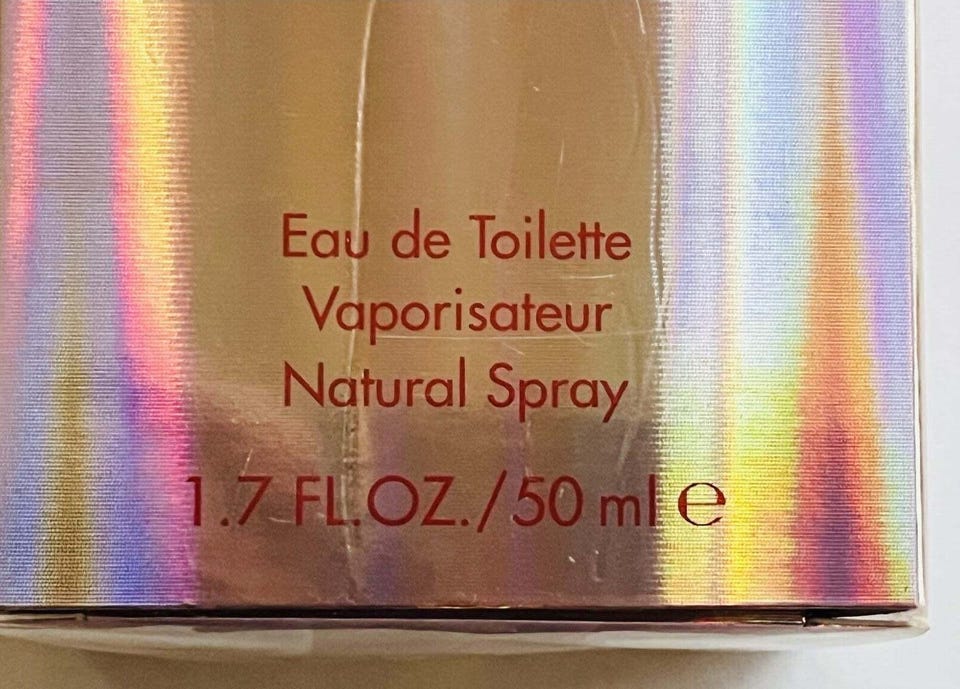 Eau de Toilette
Vaporisateur
Natural Spray
1.7 FL.OZ./50 ml ℮